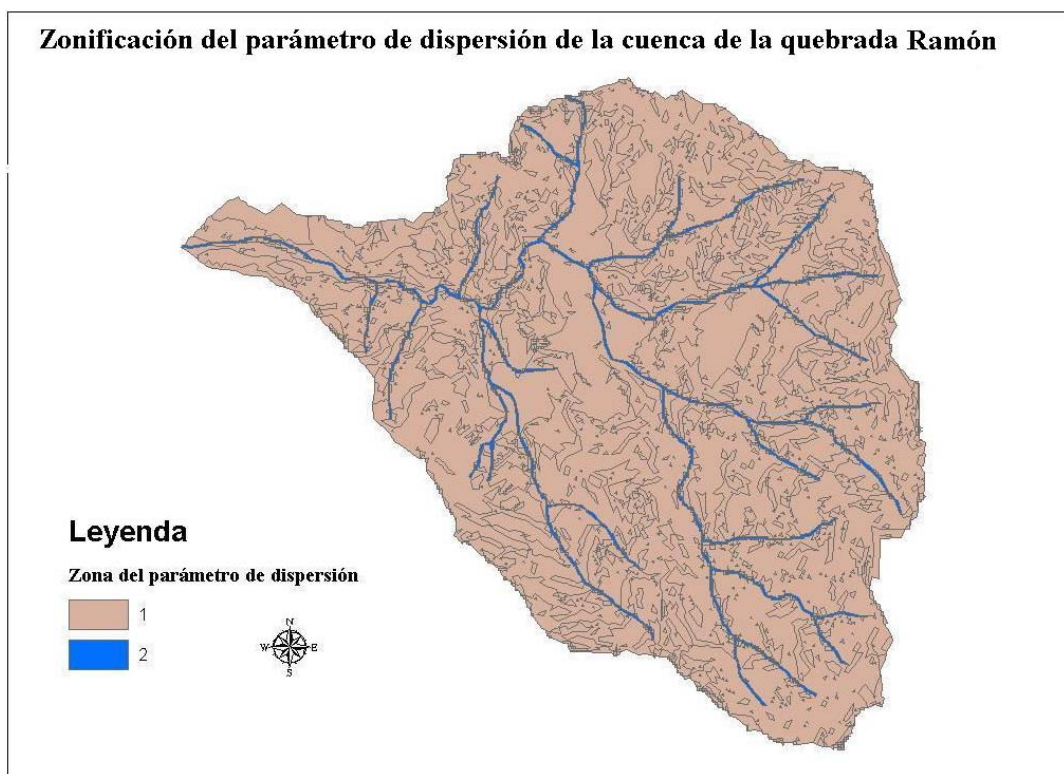 Zonificación del parámetro de dispersión de la cuenca de la quebrada Ramón
Leyenda
Zona del parámetro de dispersión
1
2
N
W E
S